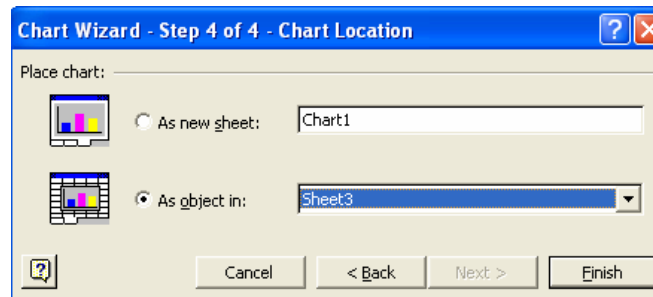 Chart Wizard - Step 4 of 4 - Chart Location
Place chart:
As new sheet: Chart1
As object in: Sheet3
Cancel < Back Next > Finish